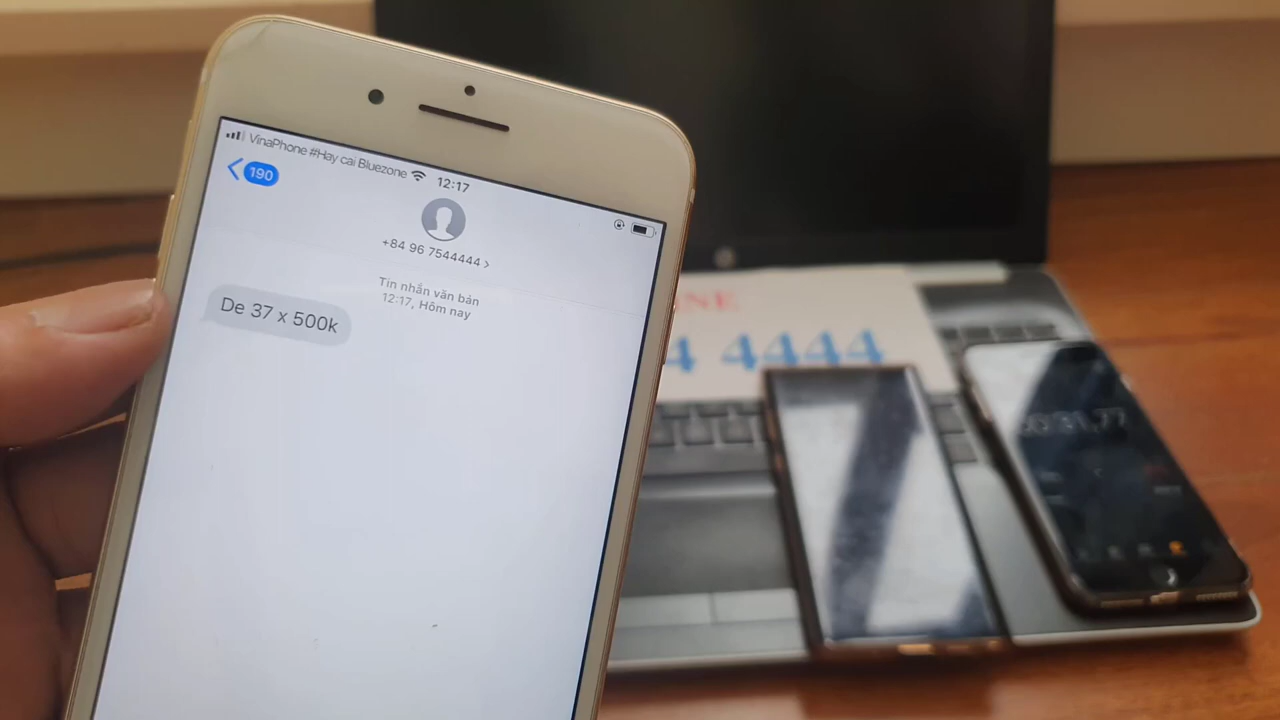 VinaPhone #Hay cai Bluezone 12:17
190
+84 96 7544444 >
Tin nhắn văn bản
12:17, Hôm nay
De 37 x 500k
4 4444